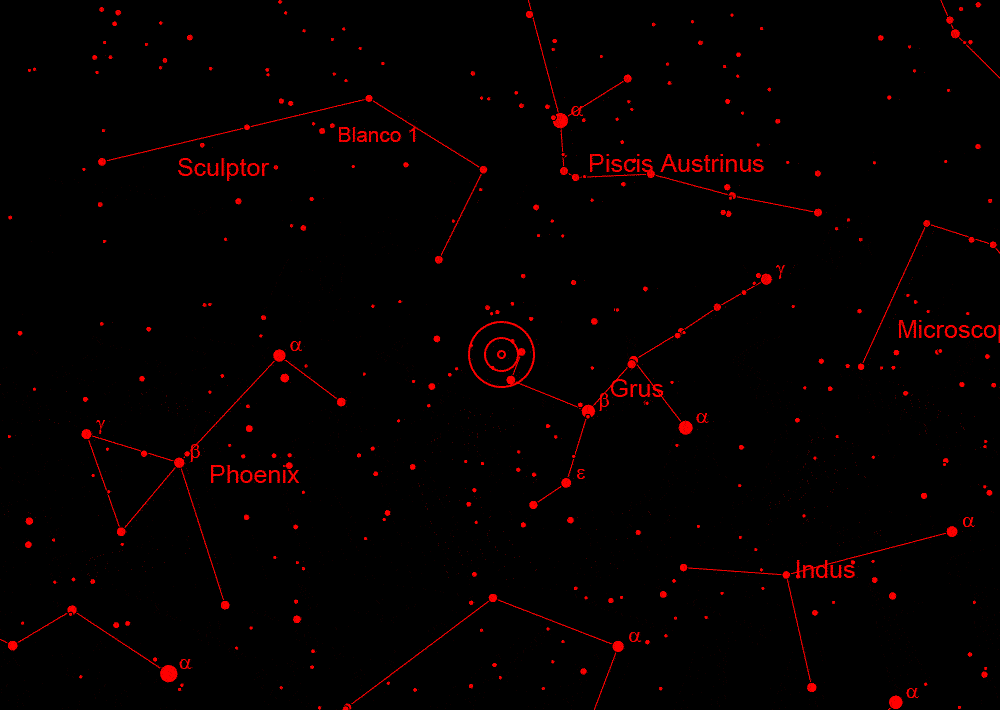 α
Blanco 1
Sculptor
Piscis Austrinus
γ
Microscop
α
Grus
β
α
γ
β
Phoenix
ε
α
Indus
α
α
α